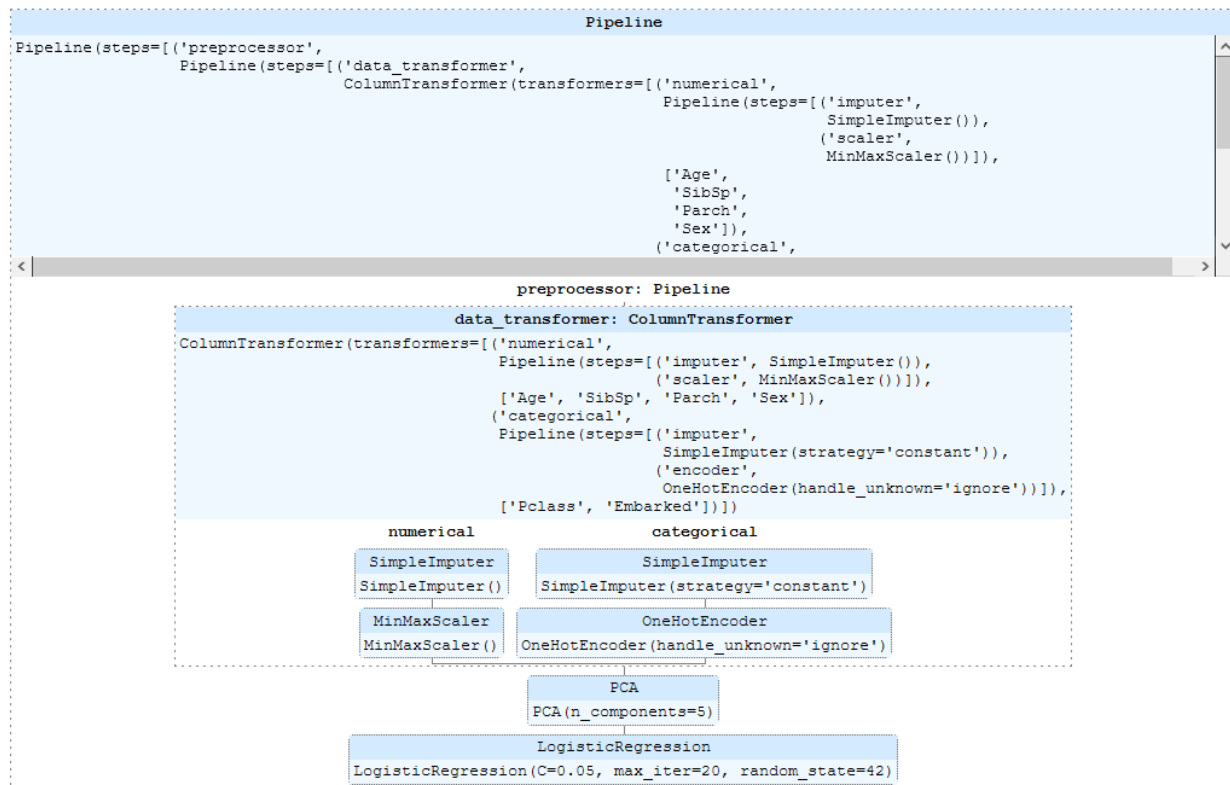 Pipeline
Pipeline(steps=[('preprocessor',
Pipeline(steps=[('data_transformer',
ColumnTransformer(transformers=[('numerical',
Pipeline(steps=[('imputer',
SimpleImputer()),
('scaler',
MinMaxScaler())]),
['Age',
'SibSp',
'Parch',
'Sex']),
('categorical',
preprocessor: Pipeline
data_transformer: ColumnTransformer
ColumnTransformer(transformers=[('numerical',
Pipeline(steps=[('imputer', SimpleImputer()),
('scaler', MinMaxScaler())]),
['Age', 'SibSp', 'Parch', 'Sex']),
('categorical',
Pipeline(steps=[('imputer',
SimpleImputer(strategy='constant')),
('encoder',
OneHotEncoder(handle_unknown='ignore'))]),
['Pclass', 'Embarked'])])
numerical categorical
SimpleImputer SimpleImputer
SimpleImputer() SimpleImputer(strategy='constant')
MinMaxScaler OneHotEncoder
MinMaxScaler() OneHotEncoder(handle_unknown='ignore')
PCA
PCA(n_components=5)
LogisticRegression
LogisticRegression(C=0.05, max_iter=20, random_state=42)